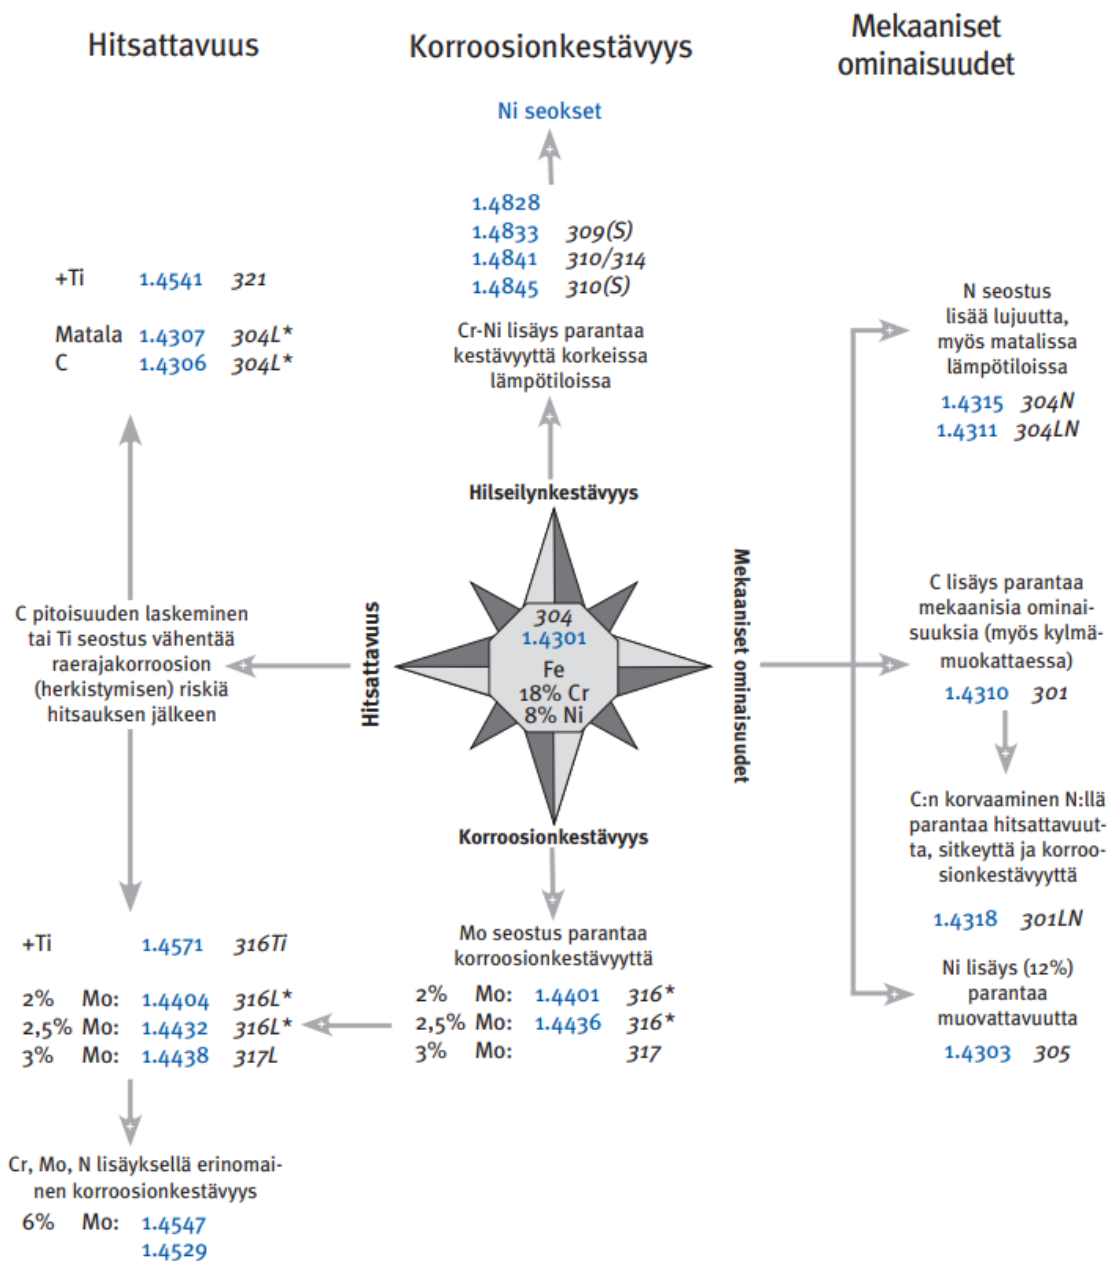 Hitsattavuus
Korroosionkestävyys
Mekaaniset
ominaisuudet
Ni seokset
1.4828
1.4833 309(S)
1.4841 310/314
1.4845 310(S)
Cr-Ni lisäys parantaa
kestävyyttä korkeissa
lämpötiloissa
Hilseilynkestävyys
+Ti 1.4541 321
Matala 1.4307 304L*
C 1.4306 304L*
C pitoisuuden laskeminen
tai Ti seostus vähentää
raerajakorroosion
(herkistymisen) riskiä
hitsauksen jälkeen
Hitsattavuus
304
1.4301
Fe
18% Cr
8% Ni
Mekaaniset ominaisuudet
N seostus
lisää lujuutta,
myös matalissa
lämpötiloissa
1.4315 304N
1.4311 304LN
C lisäys parantaa
mekaanisia ominai-
suuksia (myös kylmä-
muokattaessa)
1.4310 301
C:n korvaaminen N:llä
parantaa hitsattavuut-
ta, sitkeyttä ja korroo-
sionkestävyyttä
1.4318 301LN
Ni lisäys (12%)
parantaa
muovattavuutta
1.4303 305
Korroosionkestävyys
Mo seostus parantaa
korroosionkestävyyttä
2% Mo: 1.4401 316*
2,5% Mo: 1.4436 316*
3% Mo: 317
+Ti 1.4571 316Ti
2% Mo: 1.4404 316L*
2,5% Mo: 1.4432 316L*
3% Mo: 1.4438 317L
Cr, Mo, N lisäyksellä erinomai-
nen korroosionkestävyys
6% Mo: 1.4547
1.4529